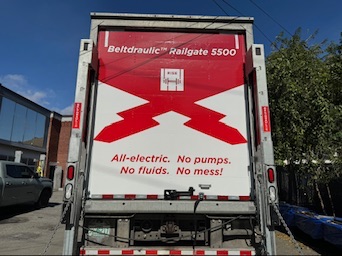 Beltdraulic™ Railgate 5500
All-electric. No pumps.
No fluids. No mess!